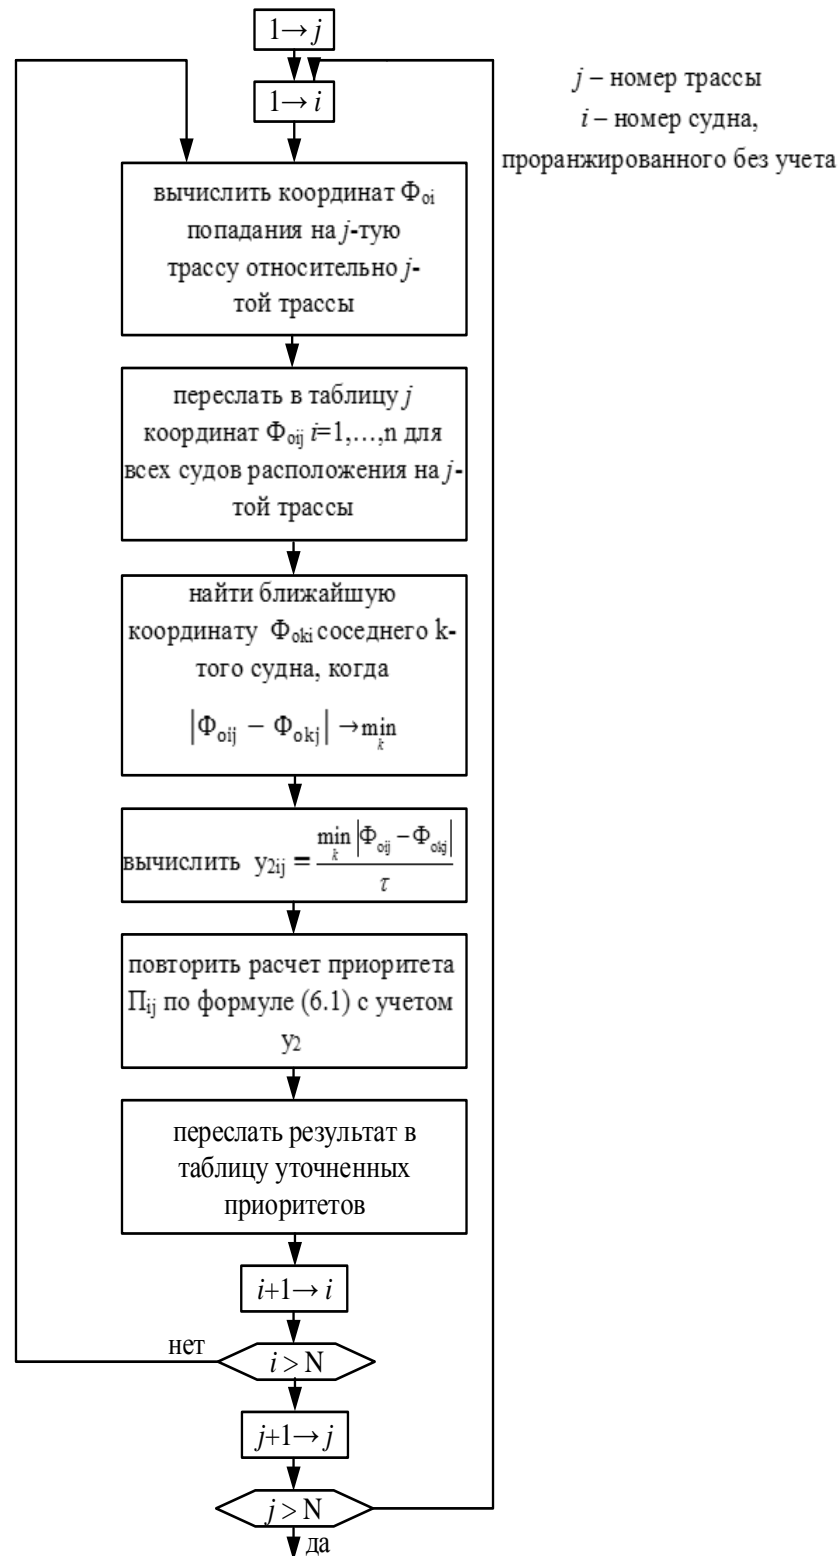 1→j
1→i
j – номер трассы
i – номер судна,
проранжированного без учета
вычислить координат Φoi
попадания на j-тую
трассу относительно j-
той трассы
переслать в таблицу j
координат Φoij i=1,…,n для
всех судов расположения на j-
той трассы
найти ближайшую
координату Φoki соседнего k-
того судна, когда
|Φoij − Φokj| → min k
вычислить y2ij = min k |Φoij − Φokj| / τ
повторить расчет приоритета
Пij по формуле (6.1) с учетом
y2
переслать результат в
таблицу уточненных
приоритетов
i+1→i
нет
i > N
j+1→j
j > N
да